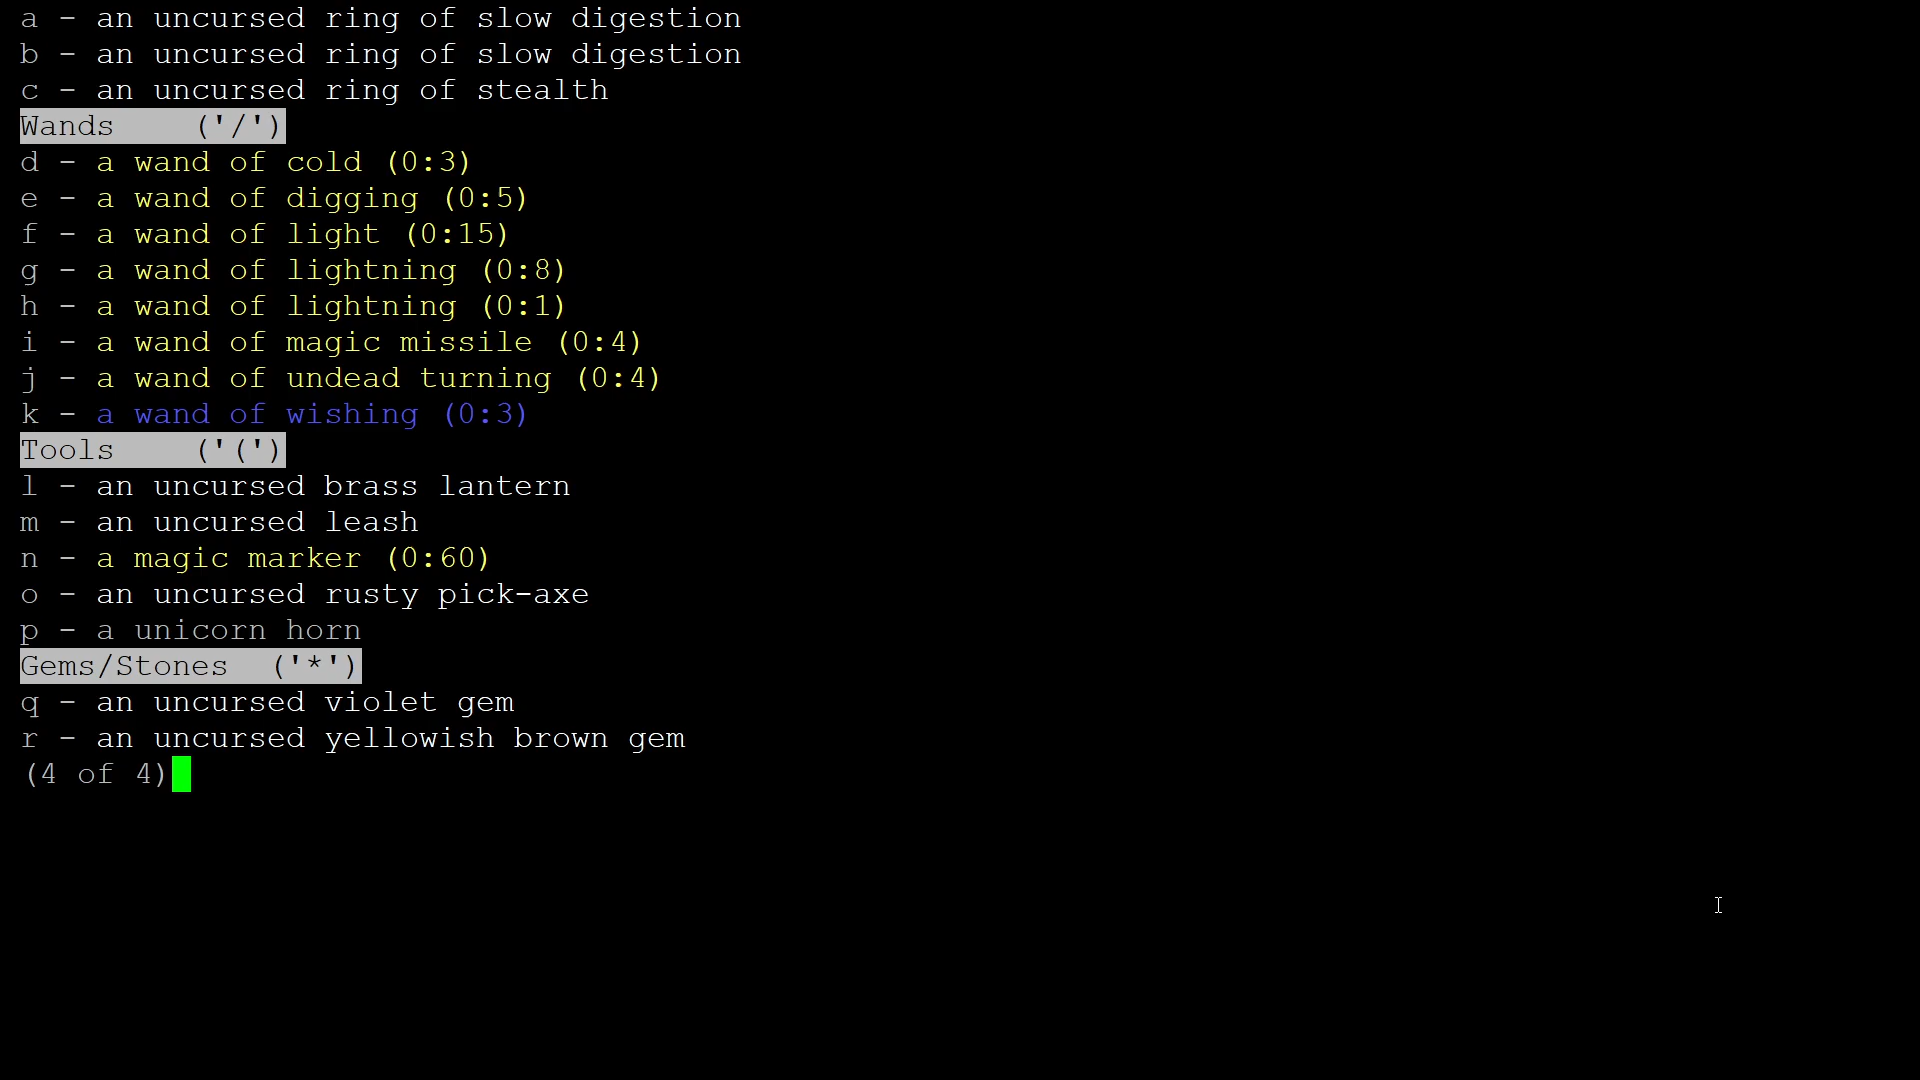 a - an uncursed ring of slow digestion
b - an uncursed ring of slow digestion
c - an uncursed ring of stealth
Wands    ('/')
d - a wand of cold (0:3)
e - a wand of digging (0:5)
f - a wand of light (0:15)
g - a wand of lightning (0:8)
h - a wand of lightning (0:1)
i - a wand of magic missile (0:4)
j - a wand of undead turning (0:4)
k - a wand of wishing (0:3)
Tools    ('(')
l - an uncursed brass lantern
m - an uncursed leash
n - a magic marker (0:60)
o - an uncursed rusty pick-axe
p - a unicorn horn
Gems/Stones  ('*')
q - an uncursed violet gem
r - an uncursed yellowish brown gem
(4 of 4)